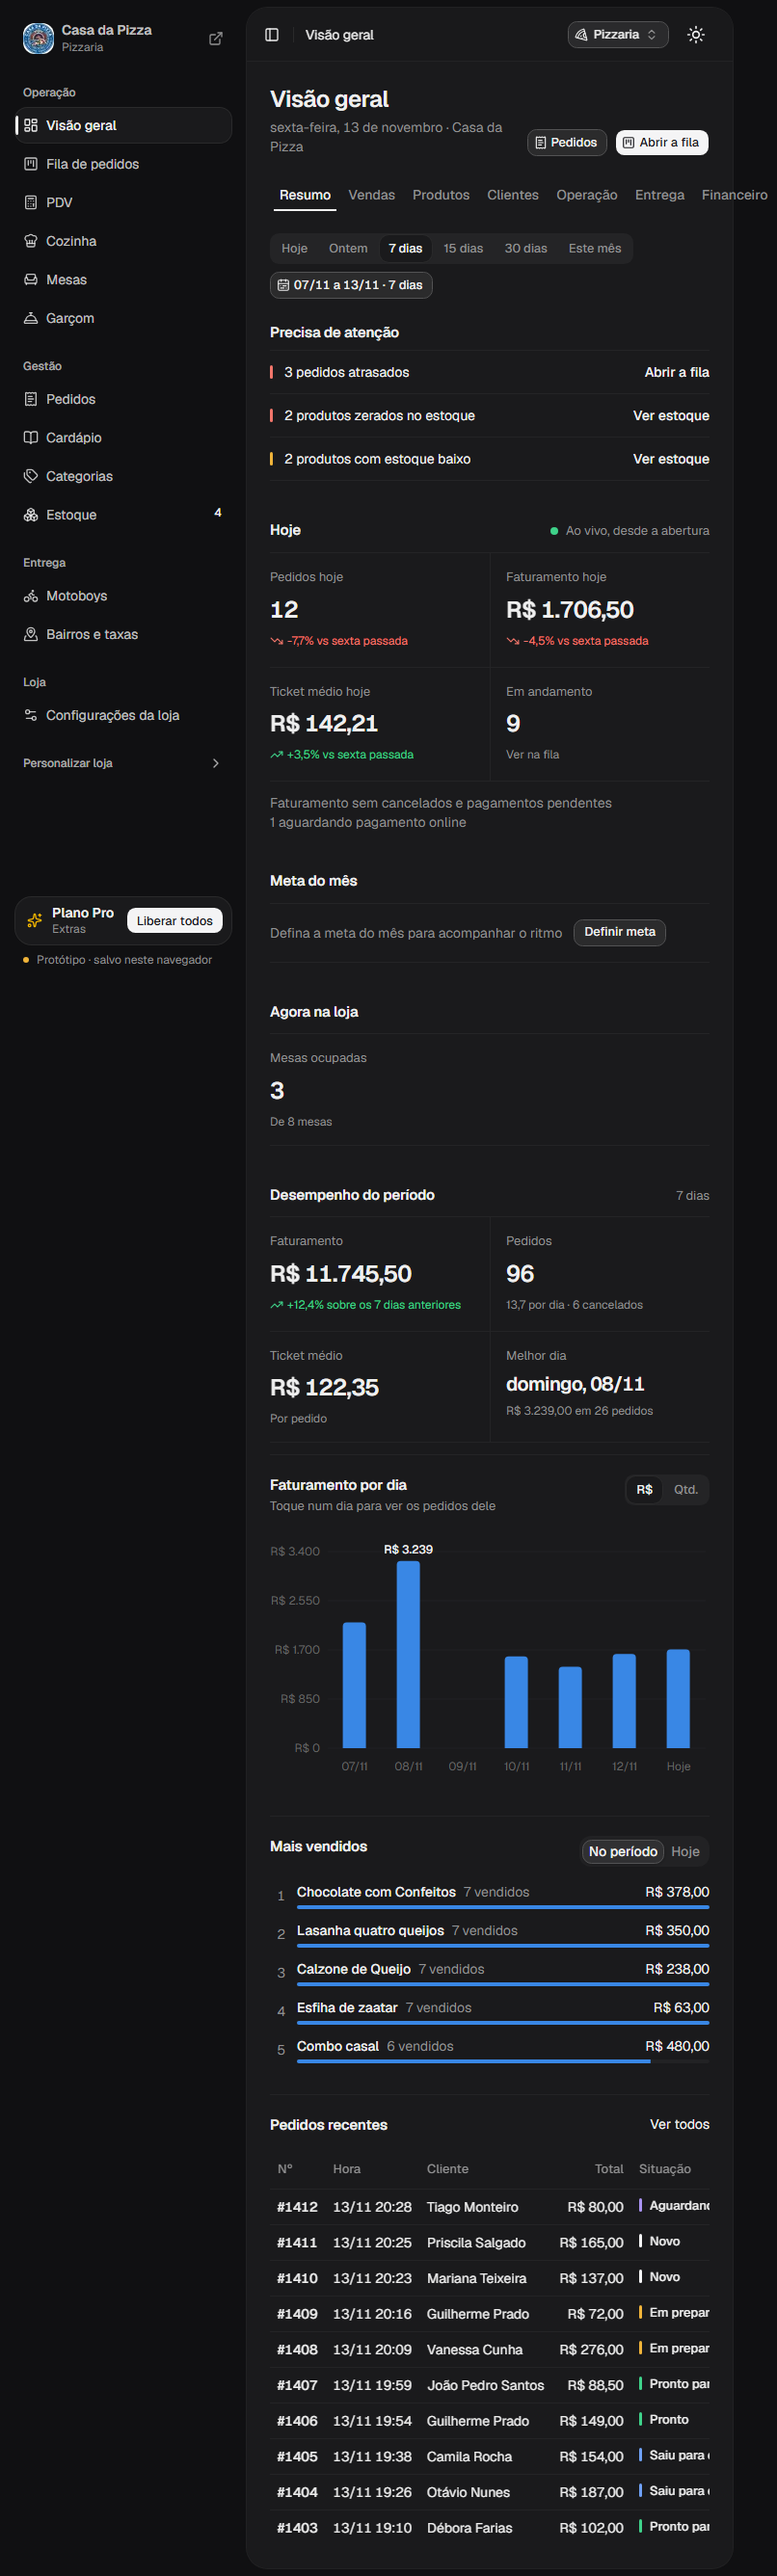 Casa da Pizza
Pizzaria
Operação
Visão geral
Fila de pedidos
PDV
Cozinha
Mesas
Garçom
Gestão
Pedidos
Cardápio
Categorias
Estoque 4
Entrega
Motoboys
Bairros e taxas
Loja
Configurações da loja
Personalizar loja
Plano Pro
Extras
Liberar todos
Protótipo · salvo neste navegador
Visão geral
Pizzaria
Visão geral
sexta-feira, 13 de novembro · Casa da
Pizza
Pedidos
Abrir a fila
Resumo Vendas Produtos Clientes Operação Entrega Financeiro
Hoje Ontem 7 dias 15 dias 30 dias Este mês
07/11 a 13/11 · 7 dias
Precisa de atenção
3 pedidos atrasados Abrir a fila
2 produtos zerados no estoque Ver estoque
2 produtos com estoque baixo Ver estoque
Hoje Ao vivo, desde a abertura
Pedidos hoje
12
-7,7% vs sexta passada
Faturamento hoje
R$ 1.706,50
-4,5% vs sexta passada
Ticket médio hoje
R$ 142,21
+3,5% vs sexta passada
Em andamento
9
Ver na fila
Faturamento sem cancelados e pagamentos pendentes
1 aguardando pagamento online
Meta do mês
Defina a meta do mês para acompanhar o ritmo Definir meta
Agora na loja
Mesas ocupadas
3
De 8 mesas
Desempenho do período 7 dias
Faturamento
R$ 11.745,50
+12,4% sobre os 7 dias anteriores
Pedidos
96
13,7 por dia · 6 cancelados
Ticket médio
R$ 122,35
Por pedido
Melhor dia
domingo, 08/11
R$ 3.239,00 em 26 pedidos
Faturamento por dia
Toque num dia para ver os pedidos dele
R$ Qtd.
R$ 3.239
R$ 3.400
R$ 2.550
R$ 1.700
R$ 850
R$ 0
07/11 08/11 09/11 10/11 11/11 12/11 Hoje
Mais vendidos No período Hoje
1 Chocolate com Confeitos 7 vendidos R$ 378,00
2 Lasanha quatro queijos 7 vendidos R$ 350,00
3 Calzone de Queijo 7 vendidos R$ 238,00
4 Esfiha de zaatar 7 vendidos R$ 63,00
5 Combo casal 6 vendidos R$ 480,00
Pedidos recentes Ver todos
Nº Hora Cliente Total Situação
#1412 13/11 20:28 Tiago Monteiro R$ 80,00 Aguardand
#1411 13/11 20:25 Priscila Salgado R$ 165,00 Novo
#1410 13/11 20:23 Mariana Teixeira R$ 137,00 Novo
#1409 13/11 20:16 Guilherme Prado R$ 72,00 Em prepar
#1408 13/11 20:09 Vanessa Cunha R$ 276,00 Em prepar
#1407 13/11 19:59 João Pedro Santos R$ 88,50 Pronto par
#1406 13/11 19:54 Guilherme Prado R$ 149,00 Pronto
#1405 13/11 19:38 Camila Rocha R$ 154,00 Saiu para e
#1404 13/11 19:26 Otávio Nunes R$ 187,00 Saiu para e
#1403 13/11 19:10 Débora Farias R$ 102,00 Pronto par